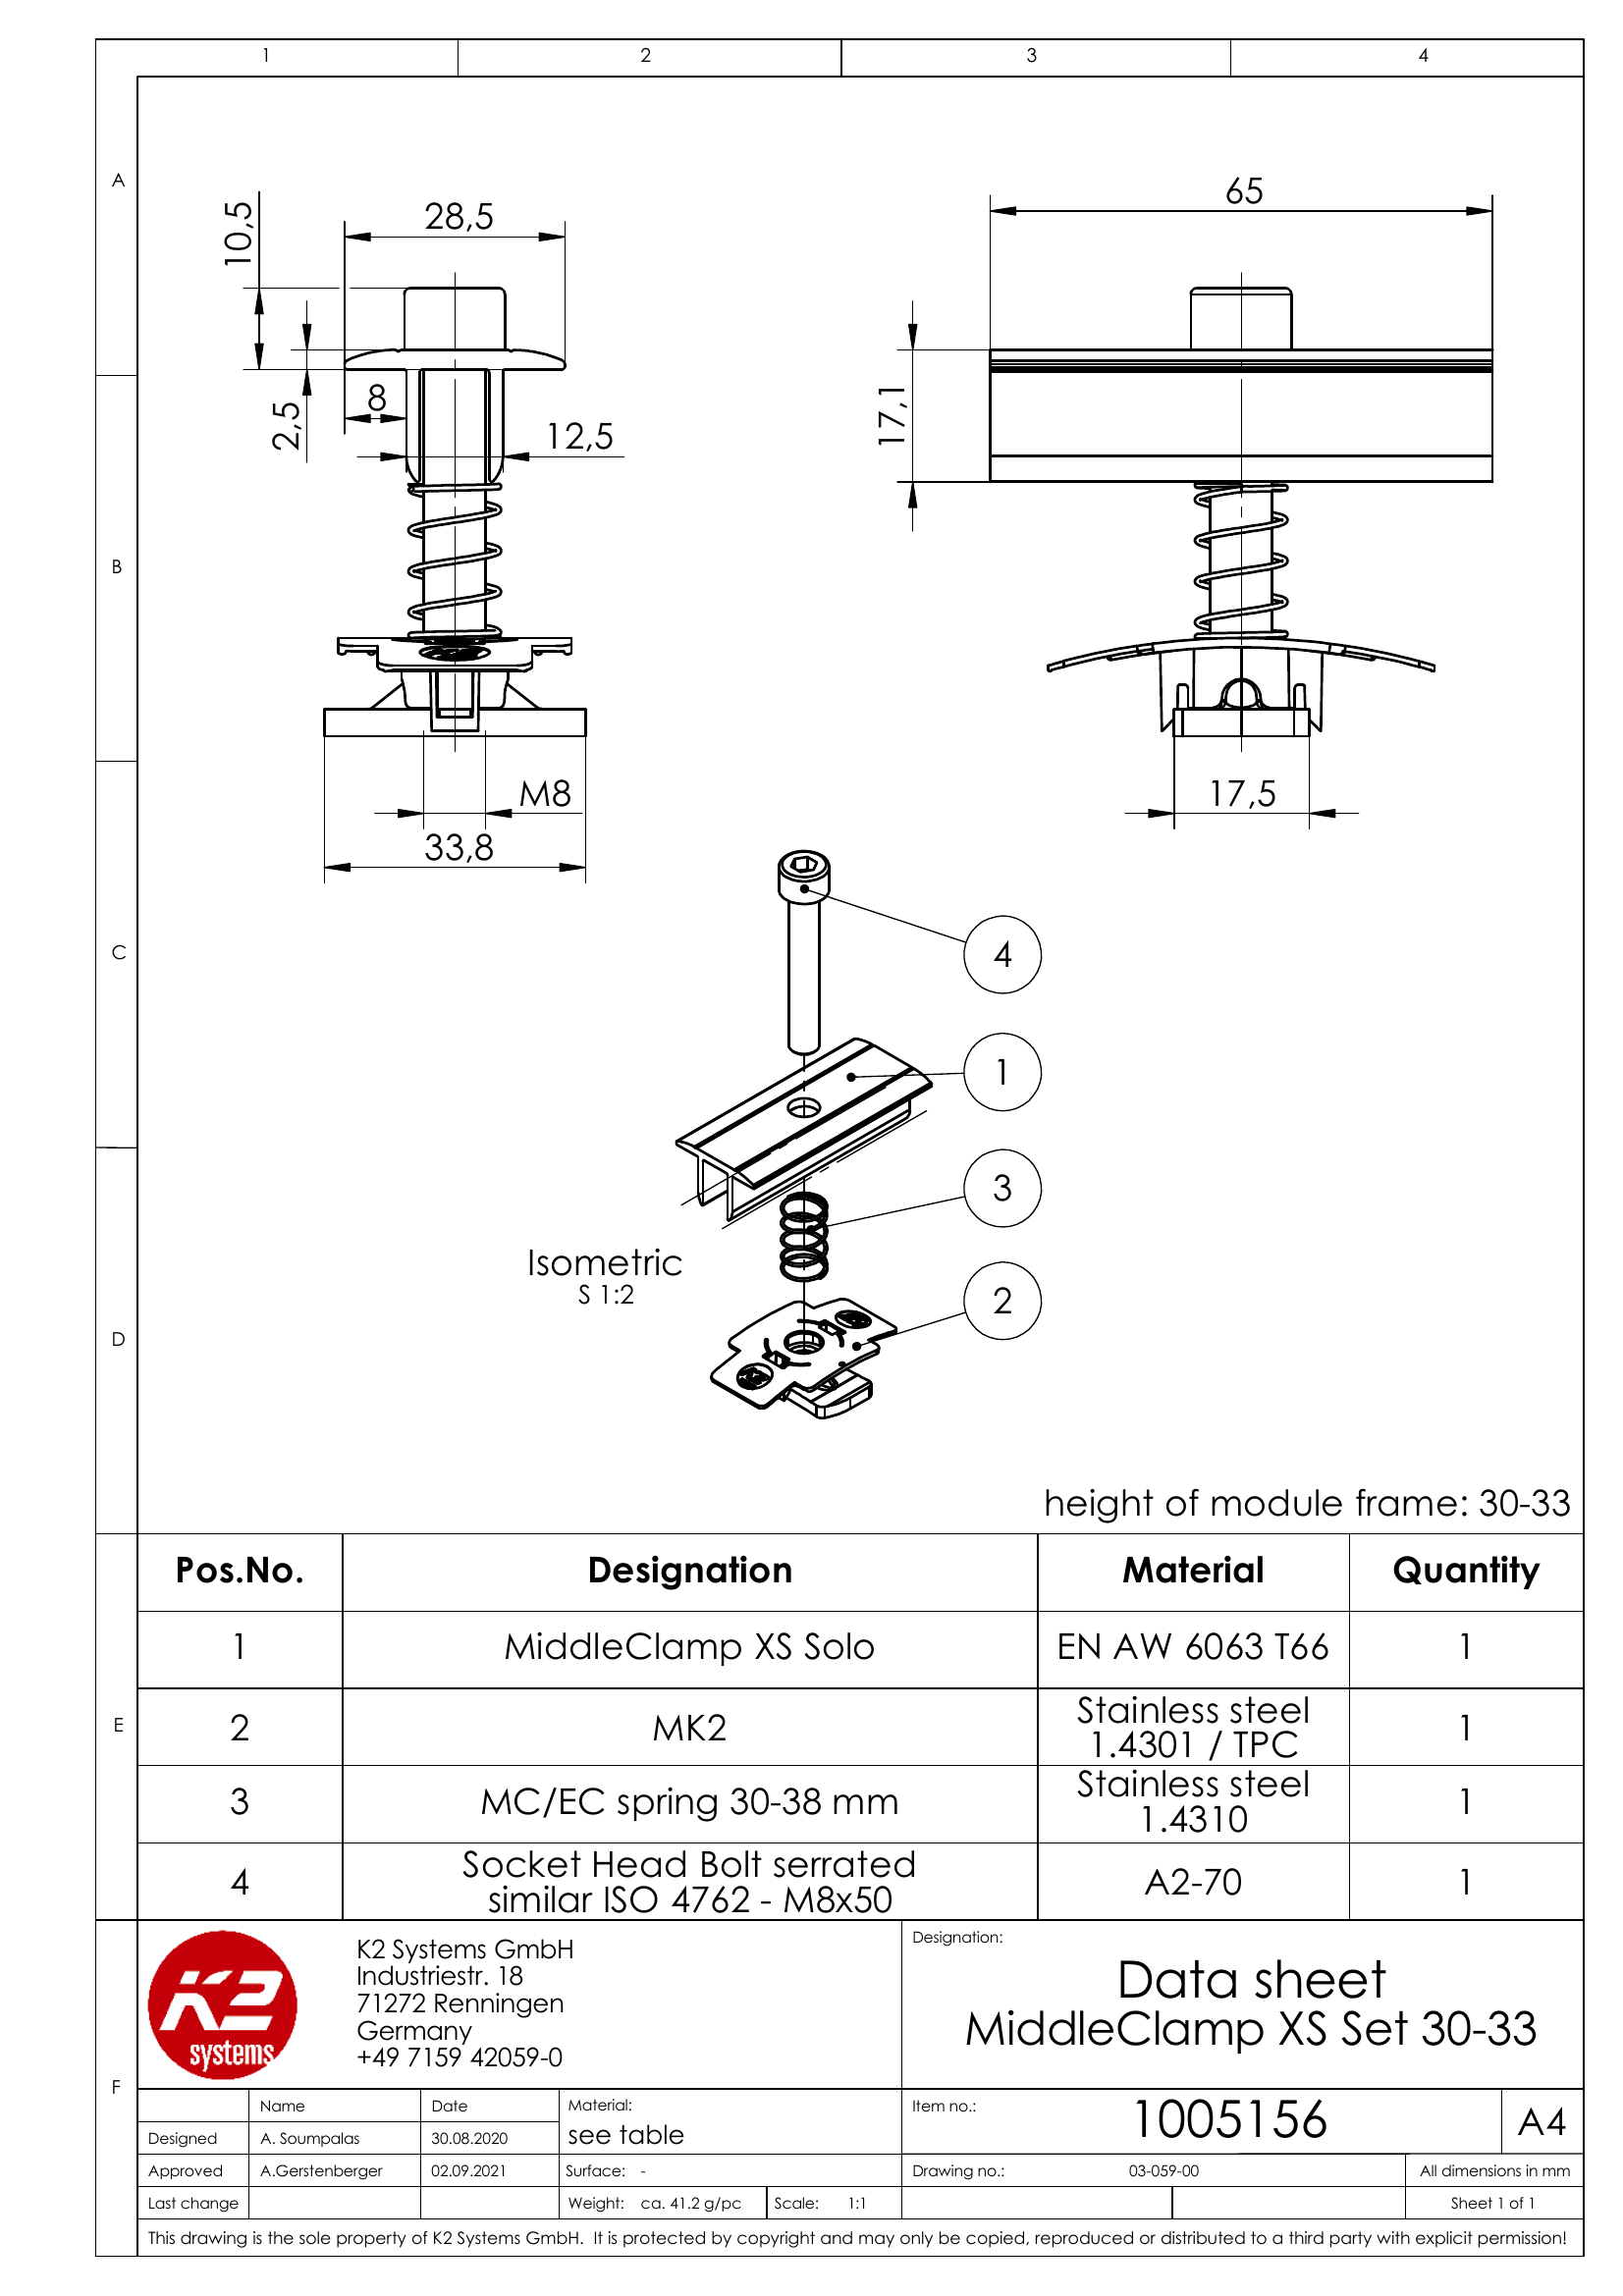 1 2 3 4
A
B
C
D
E
F
10,5
28,5
65
2,5
8
12,5
17,1
M8
33,8
17,5
4
1
3
2
Isometric
S 1:2
height of module frame: 30-33
Pos.No. Designation Material Quantity
1 MiddleClamp XS Solo EN AW 6063 T66 1
2 MK2 Stainless steel 1.4301 / TPC 1
3 MC/EC spring 30-38 mm Stainless steel 1.4310 1
4 Socket Head Bolt serrated similar ISO 4762 - M8x50 A2-70 1
K2 systems
K2 Systems GmbH
Industriestr. 18
71272 Renningen
Germany
+49 7159 42059-0
Designation:
Data sheet
MiddleClamp XS Set 30-33
Name Date
Designed A. Soumpalas 30.08.2020
Approved A.Gerstenberger 02.09.2021
Last change
Material:
see table
Surface: -
Weight: ca. 41.2 g/pc Scale: 1:1
Item no.: 1005156 A4
Drawing no.: 03-059-00 All dimensions in mm
Sheet 1 of 1
This drawing is the sole property of K2 Systems GmbH. It is protected by copyright and may only be copied, reproduced or distributed to a third party with explicit permission!